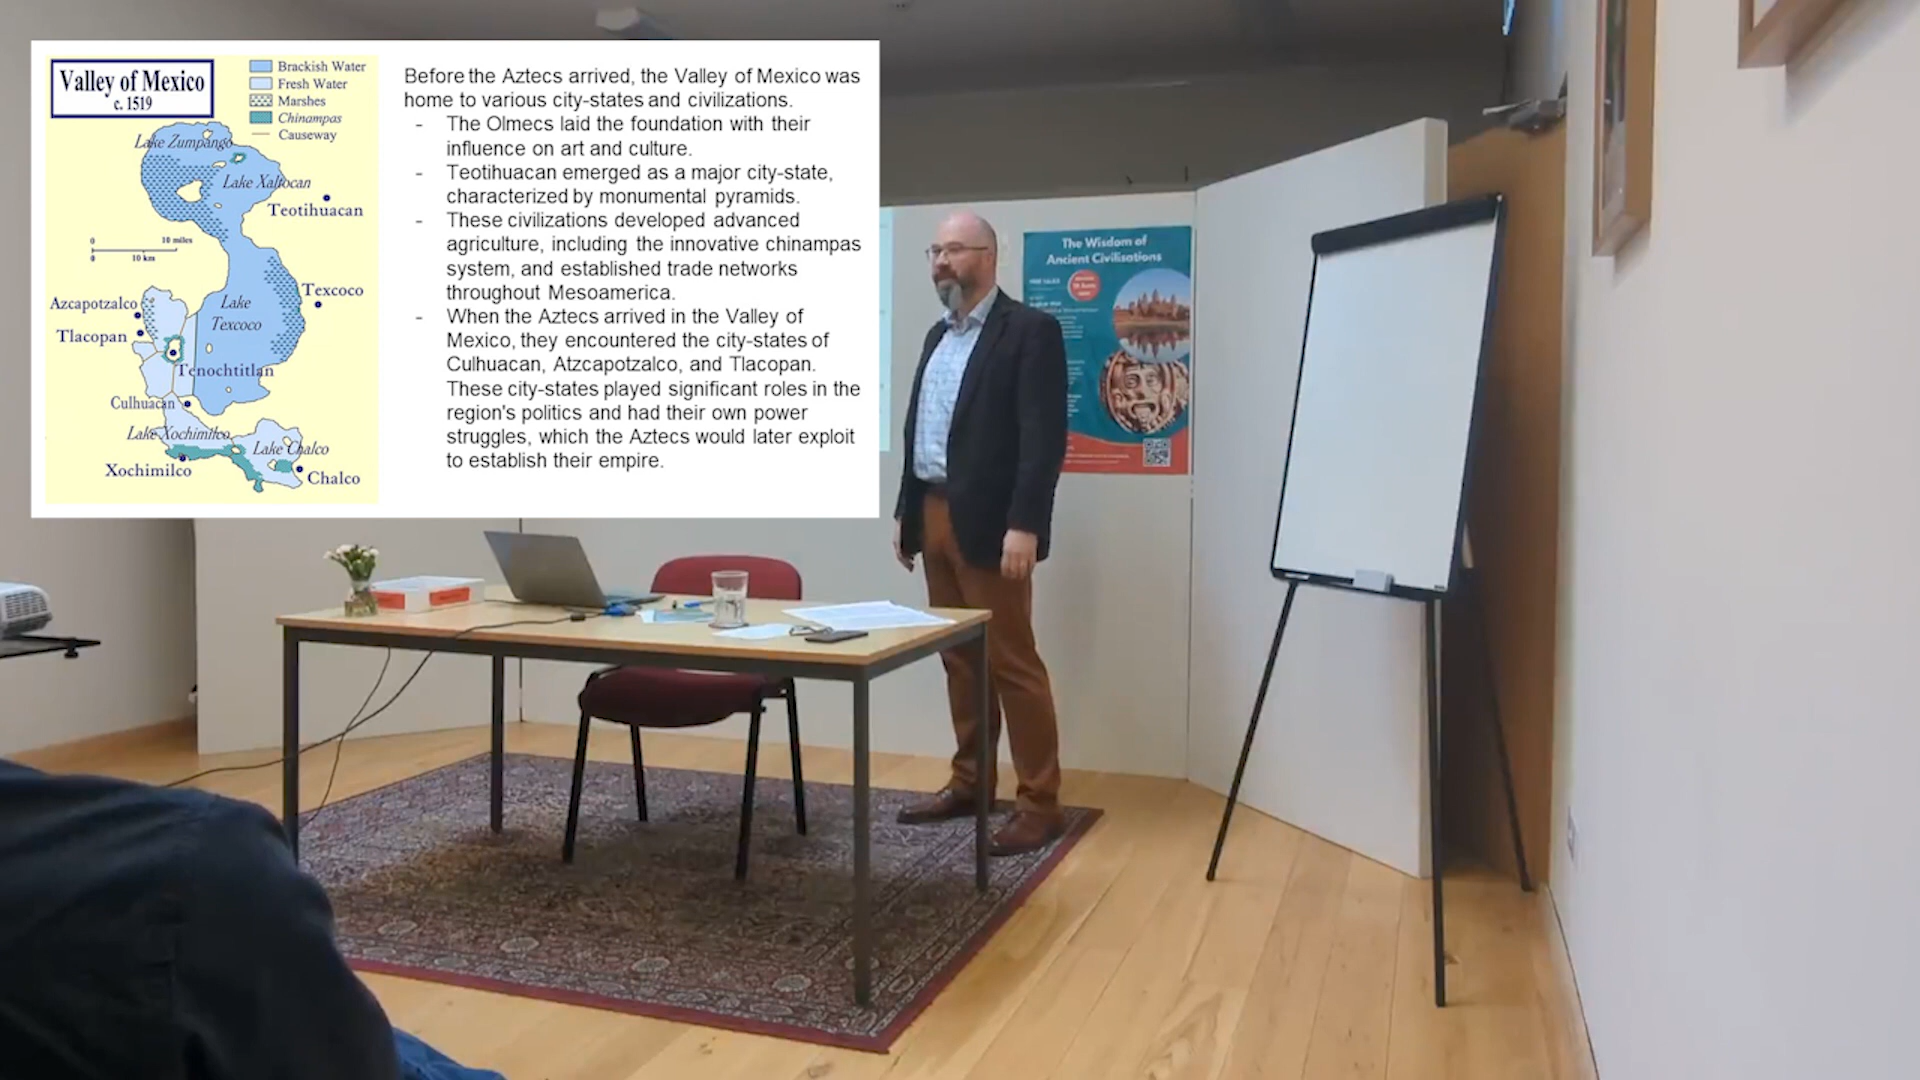 Valley of Mexico
c. 1519
Brackish Water
Fresh Water
Marshes
Chinampas
Causeway
Lake Zumpango
Lake Xaltocan
Teotihuacan
0 10 miles
0 10 km
Azcapotzalco
Texcoco
Lake
Texcoco
Tlacopan
Tenochtitlan
Culhuacan
Lake Xochimilco
Lake Chalco
Xochimilco
Chalco
Before the Aztecs arrived, the Valley of Mexico was
home to various city-states and civilizations.
- The Olmecs laid the foundation with their
influence on art and culture.
- Teotihuacan emerged as a major city-state,
characterized by monumental pyramids.
- These civilizations developed advanced
agriculture, including the innovative chinampas
system, and established trade networks
throughout Mesoamerica.
- When the Aztecs arrived in the Valley of
Mexico, they encountered the city-states of
Culhuacan, Atzcapotzalco, and Tlacopan.
These city-states played significant roles in the
region's politics and had their own power
struggles, which the Aztecs would later exploit
to establish their empire.
The Wisdom of
Ancient Civilisations